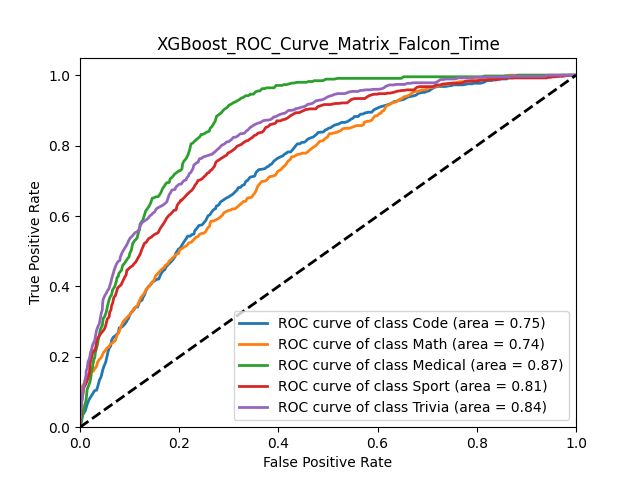 XGBoost_ROC_Curve_Matrix_Falcon_Time
True Positive Rate
1.0
0.8
0.6
0.4
0.2
0.0
ROC curve of class Code (area = 0.75)
ROC curve of class Math (area = 0.74)
ROC curve of class Medical (area = 0.87)
ROC curve of class Sport (area = 0.81)
ROC curve of class Trivia (area = 0.84)
0.0 0.2 0.4 0.6 0.8 1.0
False Positive Rate